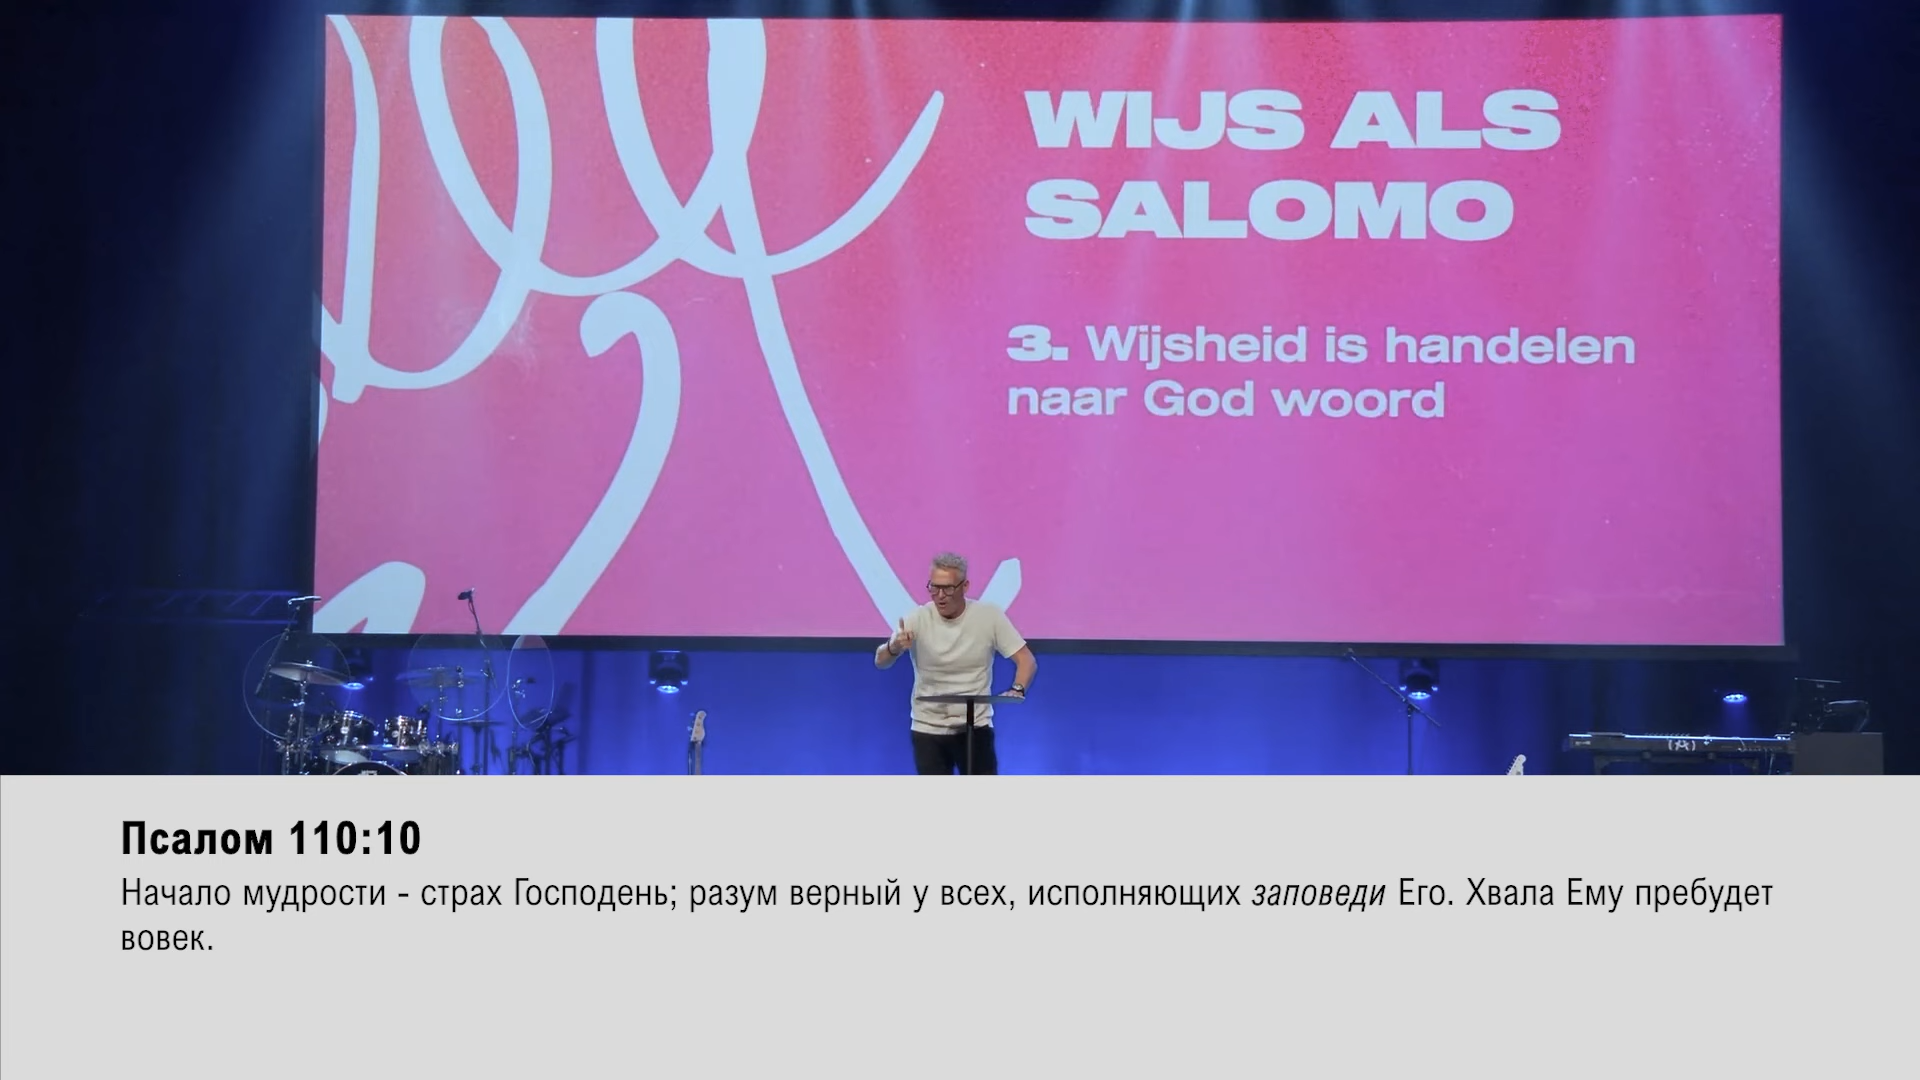 WIJS ALS
SALOMO
3. Wijsheid is handelen
naar God woord
Псалом 110:10
Начало мудрости - страх Господень; разум верный у всех, исполняющих заповеди Его. Хвала Ему пребудет
вовек.